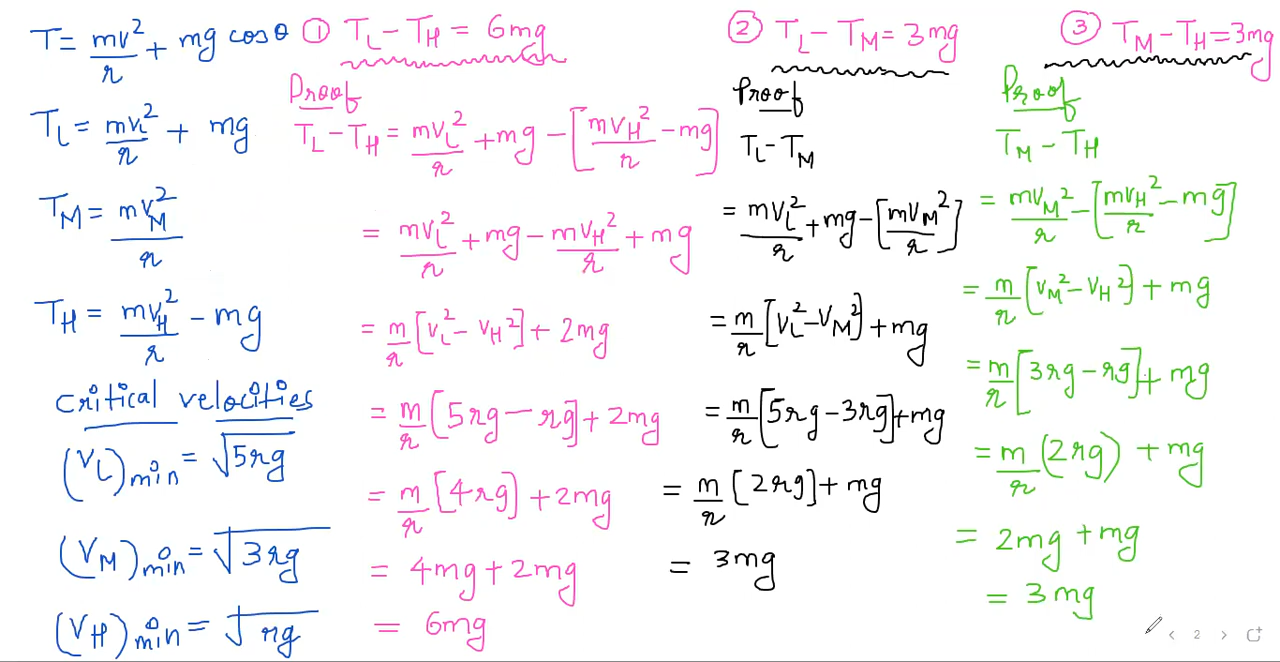 T = mv²/r + mg cosθ
T_L = mv_L²/r + mg
T_M = mv_M²/r
T_H = mv_H²/r − mg
Critical velocities
(V_L)min = √5rg
(V_M)min = √3rg
(V_H)min = √rg
① T_L − T_H = 6mg
Proof
T_L − T_H = mv_L²/r + mg − [mv_H²/r − mg]
= mv_L²/r + mg − mv_H²/r + mg
= m/r [v_L² − v_H²] + 2mg
= m/r [5rg − rg] + 2mg
= m/r [4rg] + 2mg
= 4mg + 2mg
= 6mg
② T_L − T_M = 3mg
Proof
T_L − T_M
= mv_L²/r + mg − [mv_M²/r]
= m/r [v_L² − v_M²] + mg
= m/r [5rg − 3rg] + mg
= m/r [2rg] + mg
= 3mg
③ T_M − T_H = 3mg
Proof
T_M − T_H
= mv_M²/r − [mv_H²/r − mg]
= m/r [v_M² − v_H²] + mg
= m/r [3rg − rg] + mg
= m/r (2rg) + mg
= 2mg + mg
= 3mg
< 2 >